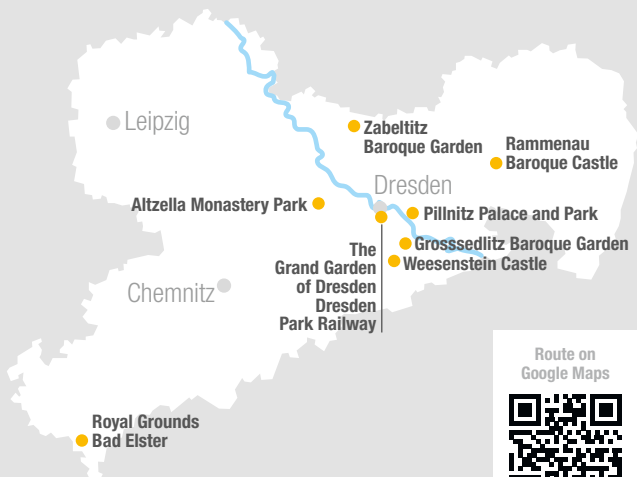 Leipzig
Zabeltitz
Baroque Garden
Rammenau
Baroque Castle
Dresden
Altzella Monastery Park
Pillnitz Palace and Park
Grosssedlitz Baroque Garden
Weesenstein Castle
The
Grand Garden
of Dresden
Dresden
Park Railway
Chemnitz
Route on
Google Maps
Royal Grounds
Bad Elster